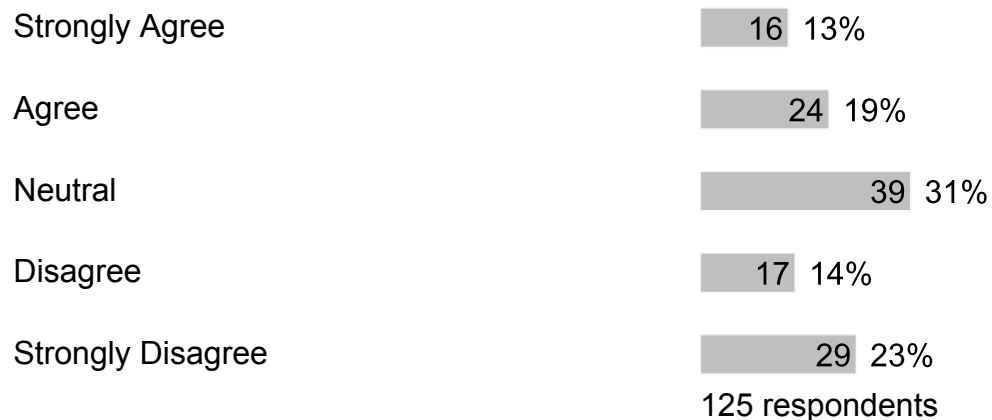 Strongly Agree 16 13%
Agree 24 19%
Neutral 39 31%
Disagree 17 14%
Strongly Disagree 29 23%
125 respondents